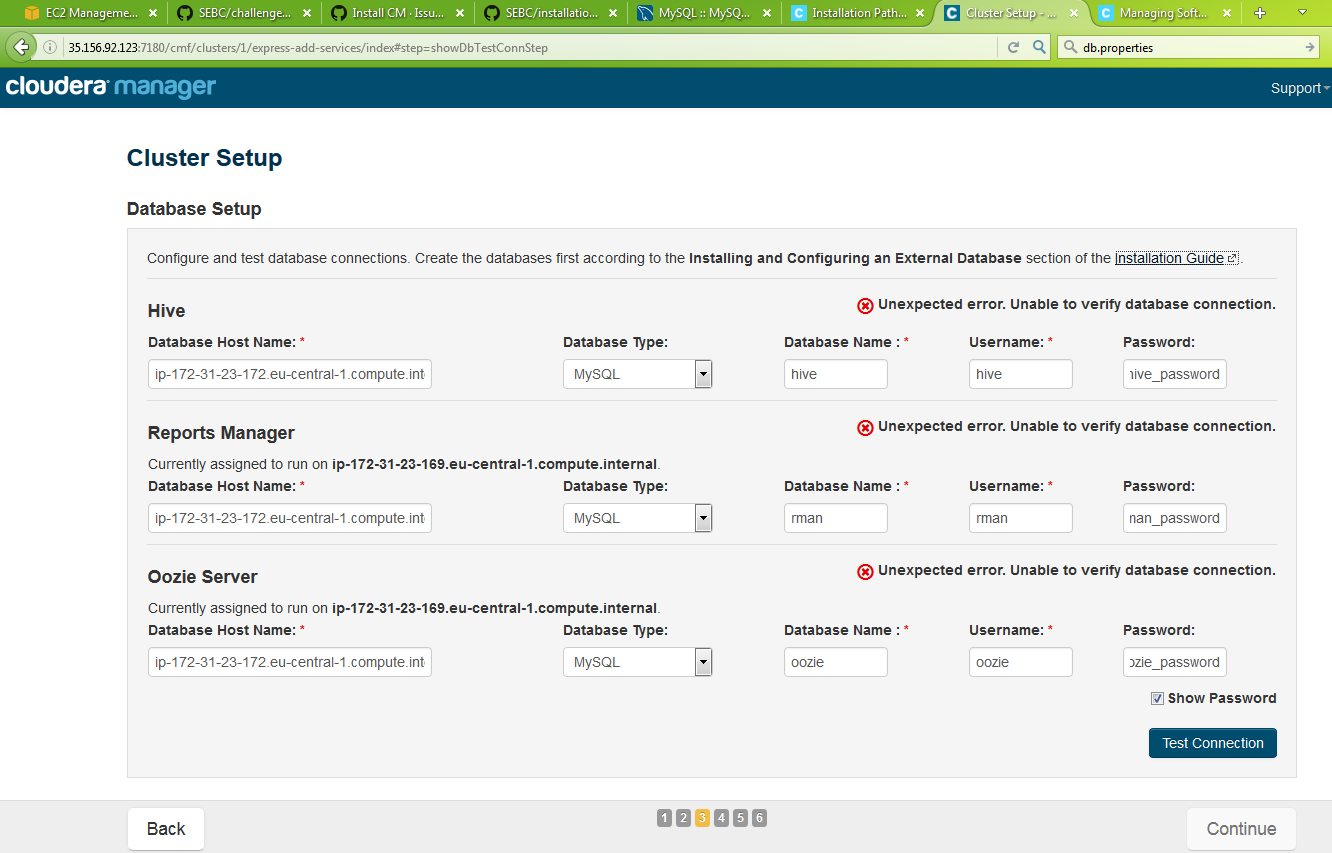 EC2 Manageme...
SEBC/challenge...
Install CM · Issu...
SEBC/installatio...
MySQL :: MySQ...
Installation Path...
Cluster Setup - ...
Managing Soft...
35.156.92.123:7180/cmf/clusters/1/express-add-services/index#step=showDbTestConnStep
db.properties
cloudera manager
Support
Cluster Setup
Database Setup
Configure and test database connections. Create the databases first according to the Installing and Configuring an External Database section of the Installation Guide.
Hive
Unexpected error. Unable to verify database connection.
Database Host Name: * Database Type: Database Name : * Username: * Password:
ip-172-31-23-172.eu-central-1.compute.int MySQL hive hive hive_password
Reports Manager
Unexpected error. Unable to verify database connection.
Currently assigned to run on ip-172-31-23-169.eu-central-1.compute.internal.
Database Host Name: * Database Type: Database Name : * Username: * Password:
ip-172-31-23-172.eu-central-1.compute.int MySQL rman rman man_password
Oozie Server
Unexpected error. Unable to verify database connection.
Currently assigned to run on ip-172-31-23-169.eu-central-1.compute.internal.
Database Host Name: * Database Type: Database Name : * Username: * Password:
ip-172-31-23-172.eu-central-1.compute.int MySQL oozie oozie ozie_password
Show Password
Test Connection
Back
1 2 3 4 5 6
Continue